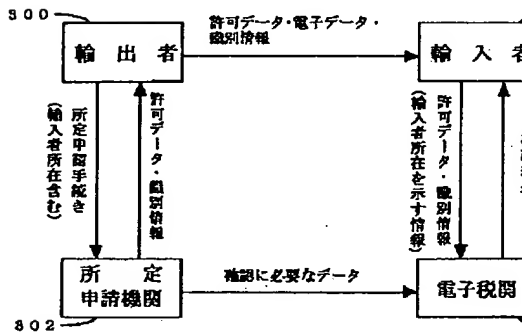 300
許可データ・電子データ・
識別情報
輸出者
輸入者
所定申請手続き
(輸入者所在含む)
許可データ・識別情報
許可データ・識別情報
(輸入者所在を示す情報)
所定
申請機関
確認に必要なデータ
電子税関
302